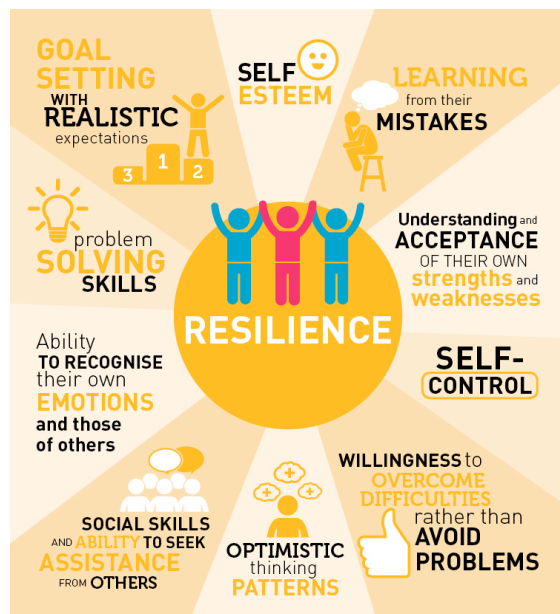 GOAL
SETTING
WITH
REALISTIC
expectations
3 1 2
SELF
ESTEEM
LEARNING
from their
MISTAKES
Understanding and
ACCEPTANCE
OF THEIR OWN
strengths and
weaknesses
SELF-
CONTROL
WILLINGNESS to
OVERCOME
DIFFICULTIES
rather than
AVOID
PROBLEMS
OPTIMISTIC
thinking
PATTERNS
SOCIAL SKILLS
AND ABILITY TO SEEK
ASSISTANCE
FROM OTHERS
Ability
TO RECOGNISE
their own
EMOTIONS
and those
of others
problem
SOLVING
SKILLS
RESILIENCE